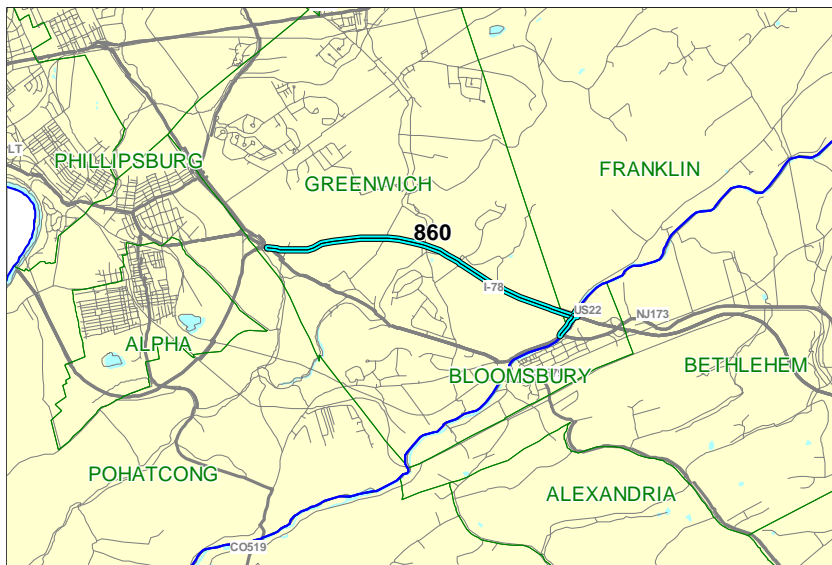 LT
PHILLIPSBURG
FRANKLIN
GREENWICH
860
I-78
US22
NJ173
ALPHA
BLOOMSBURY
BETHLEHEM
POHATCONG
ALEXANDRIA
CO519